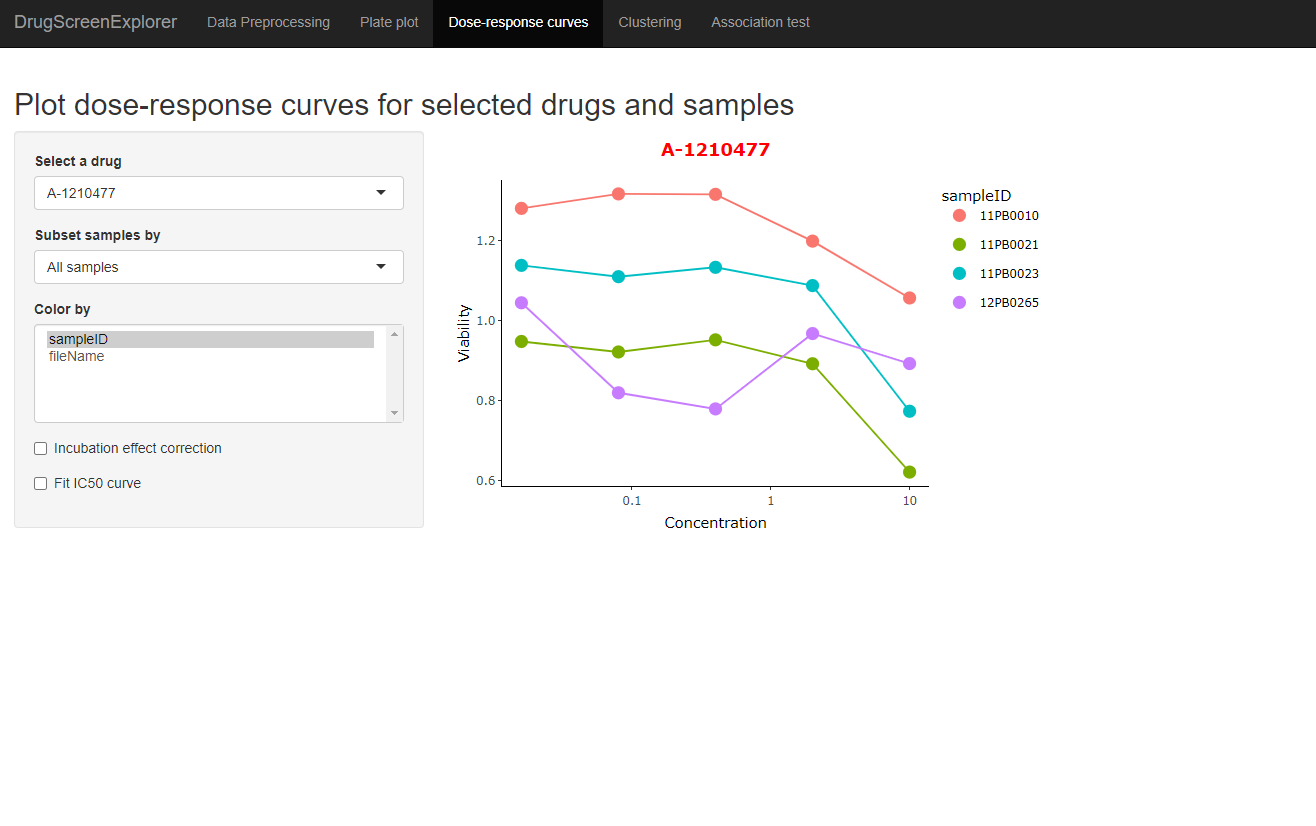 DrugScreenExplorer Data Preprocessing Plate plot Dose-response curves Clustering Association test
Plot dose-response curves for selected drugs and samples
Select a drug
A-1210477
Subset samples by
All samples
Color by
sampleID
fileName
Incubation effect correction
Fit IC50 curve
A-1210477
Viability
1.2
1.0
0.8
0.6
0.1 1 10
Concentration
sampleID
11PB0010
11PB0021
11PB0023
12PB0265